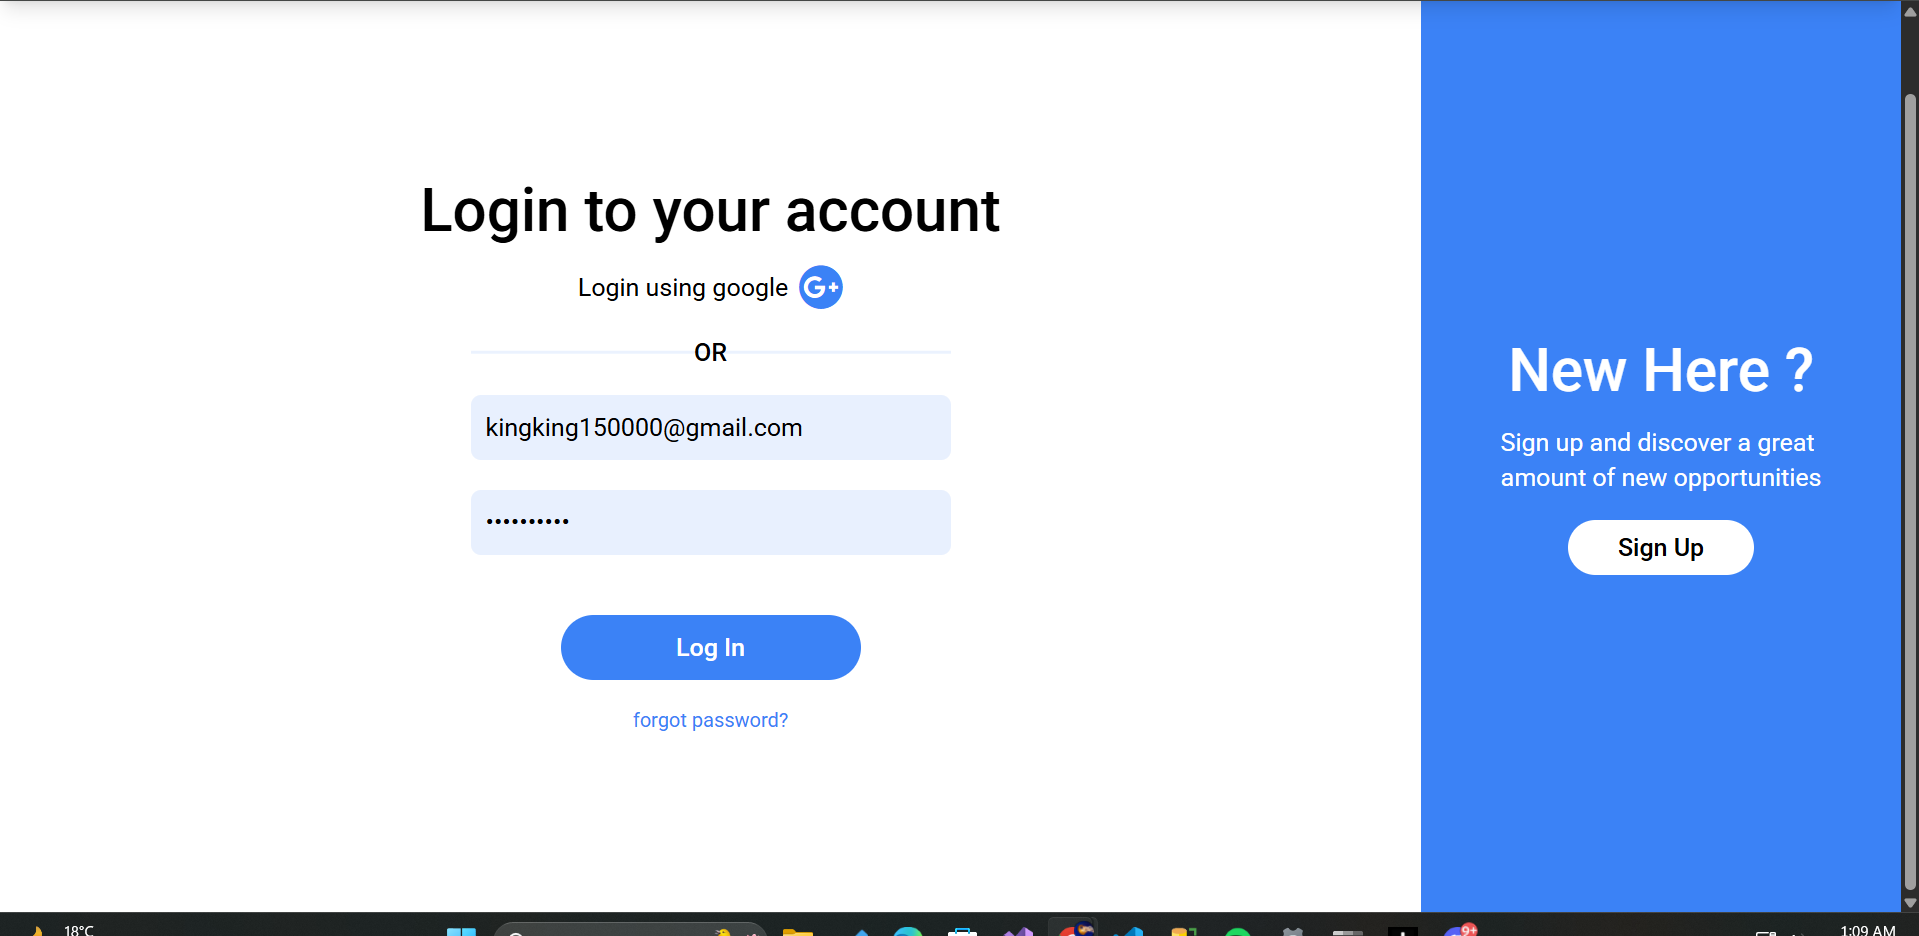 Login to your account
Login using google G+
OR
kingking150000@gmail.com
••••••••••
Log In
forgot password?
New Here ?
Sign up and discover a great
amount of new opportunities
Sign Up
18°C
9+
1:09 AM